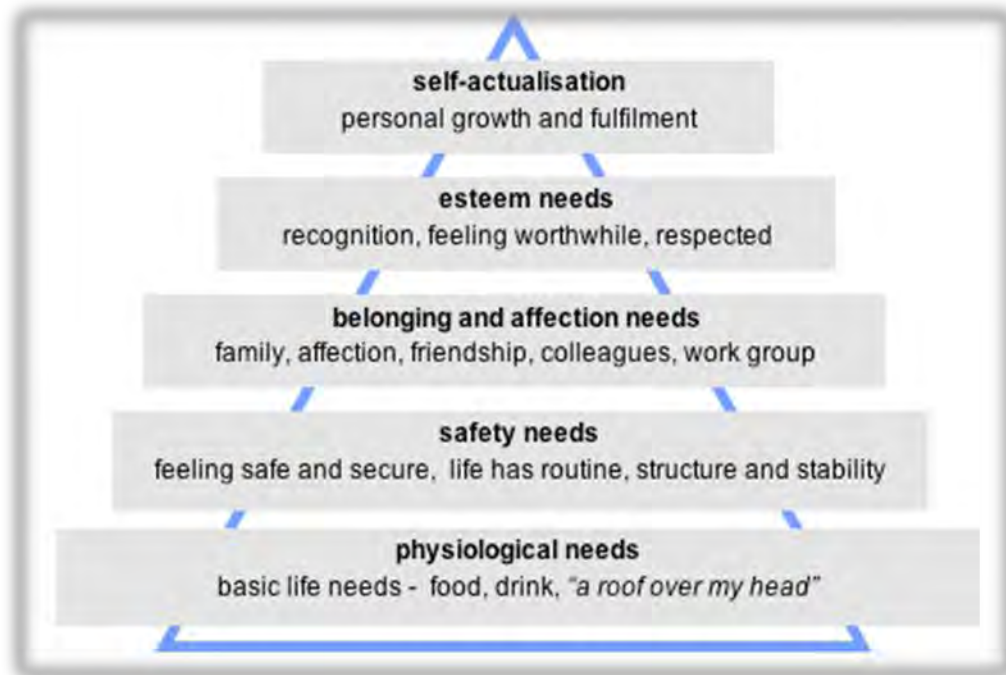 self-actualisation
personal growth and fulfilment
esteem needs
recognition, feeling worthwhile, respected
belonging and affection needs
family, affection, friendship, colleagues, work group
safety needs
feeling safe and secure,  life has routine, structure and stability
physiological needs
basic life needs -  food, drink, “a roof over my head”